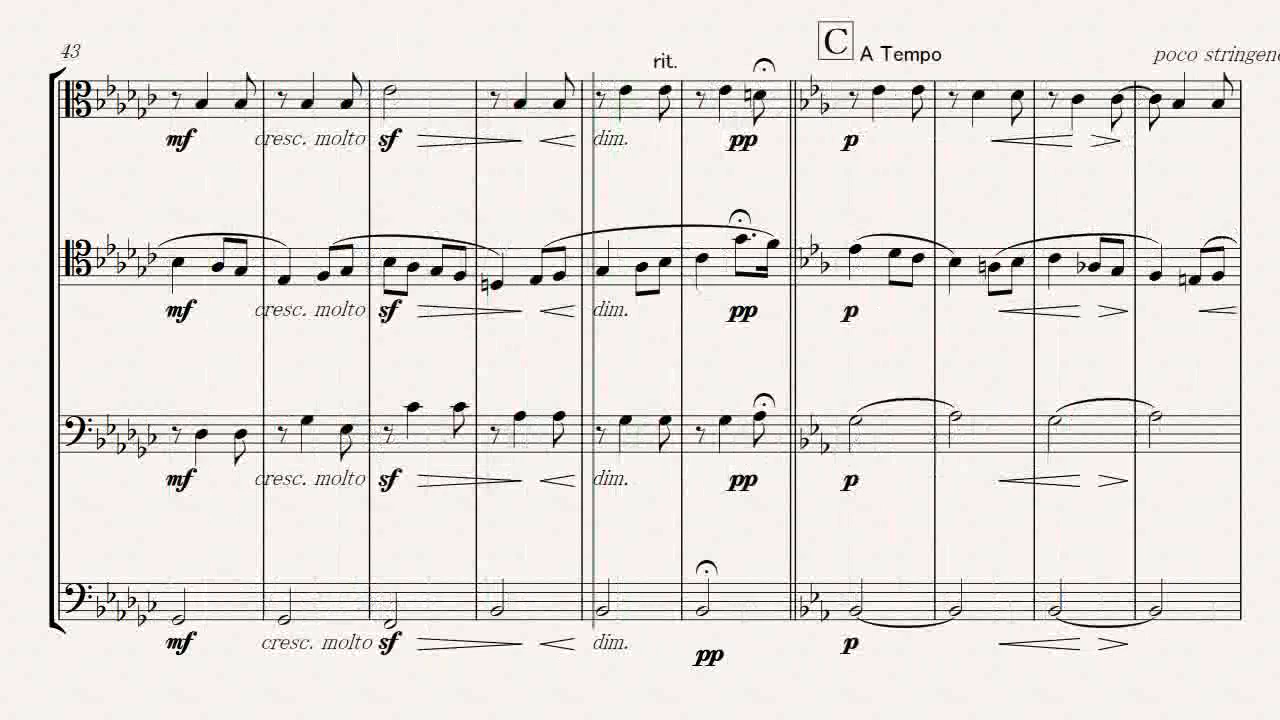 43
rit.
C A Tempo
poco stringend
mf cresc. molto sf dim. pp p
mf cresc. molto sf dim. pp p
mf cresc. molto sf dim. pp p
mf cresc. molto sf dim. pp p